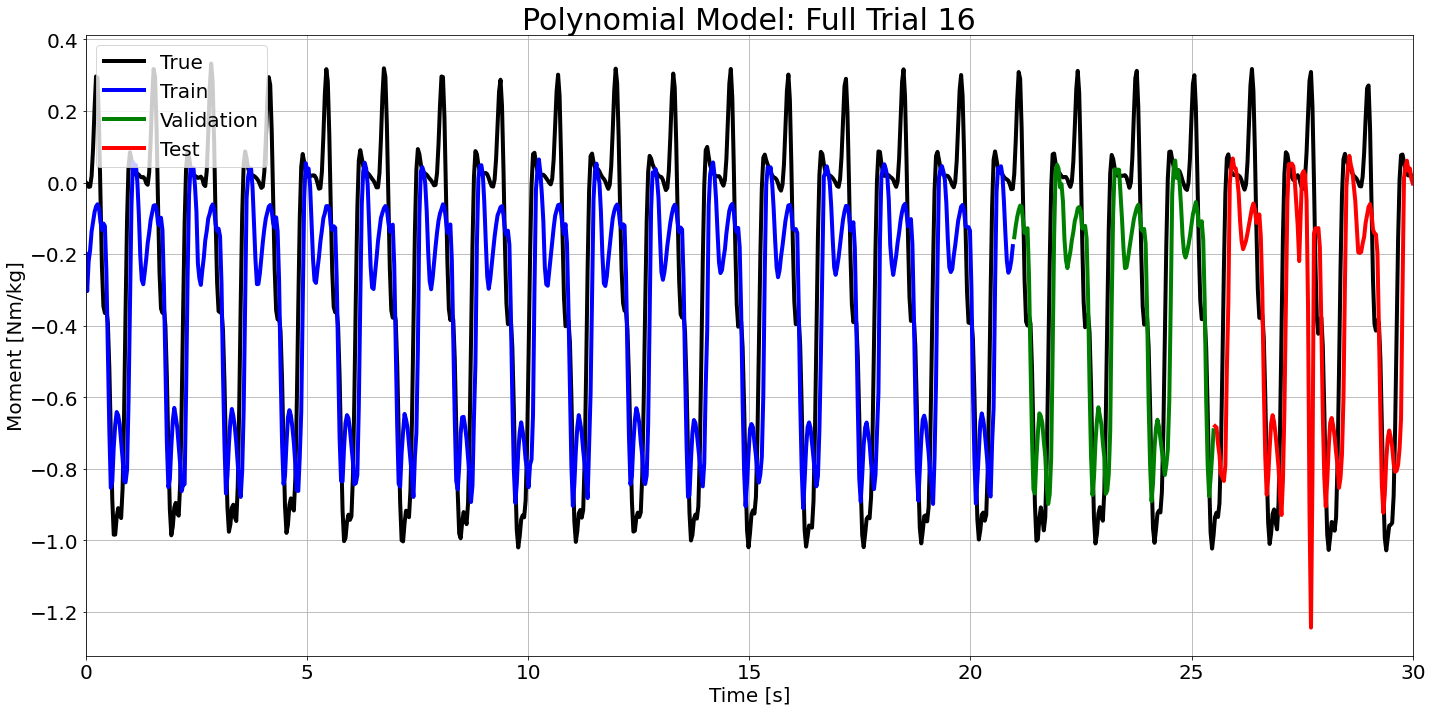 Polynomial Model: Full Trial 16
0.4
0.2
0.0
−0.2
−0.4
−0.6
−0.8
−1.0
−1.2
Moment [Nm/kg]
True
Train
Validation
Test
0 5 10 15 20 25 30
Time [s]